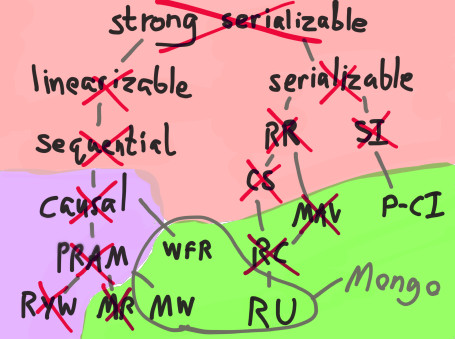 strong serializable
linearizable serializable
sequential RR SI
causal CS MAV P-CI
PRAM WFR RC
RYW MR MW RU Mongo